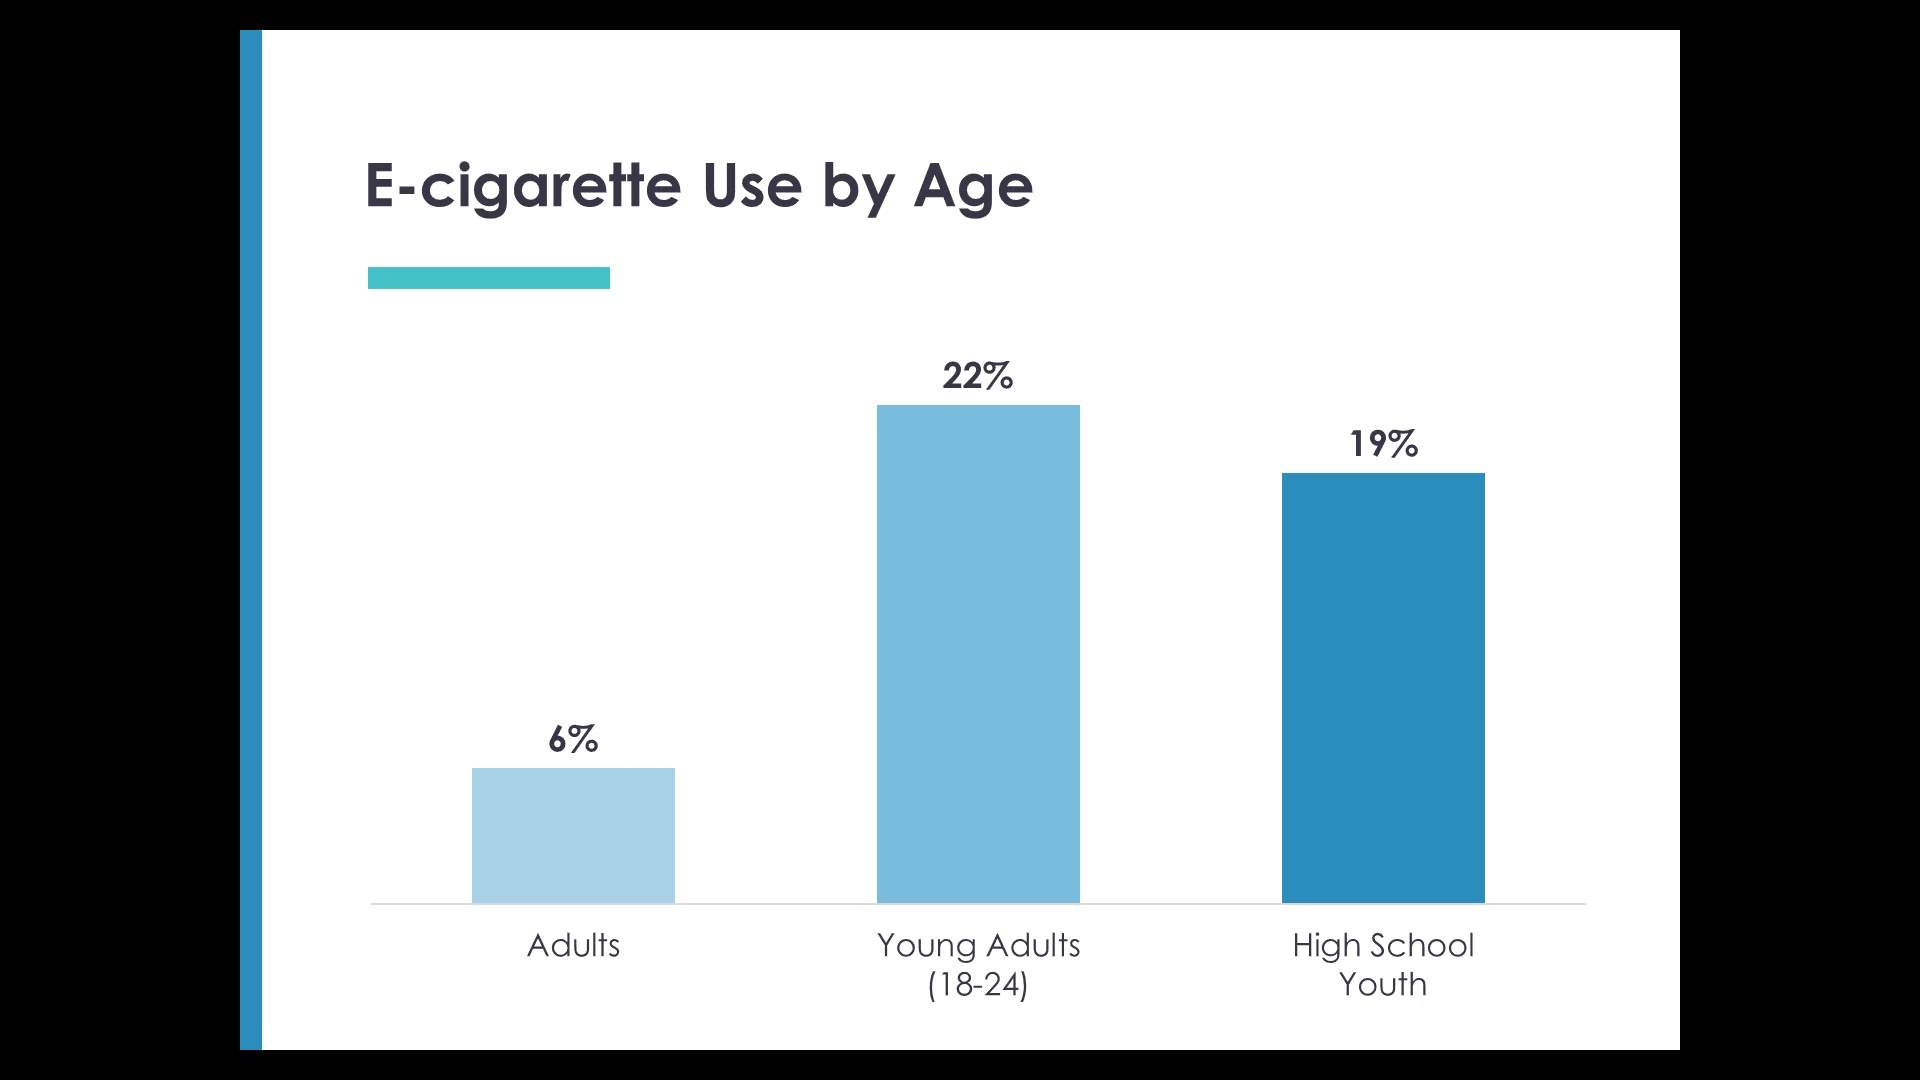 E-cigarette Use by Age
22%
19%
6%
Adults
Young Adults
(18-24)
High School
Youth